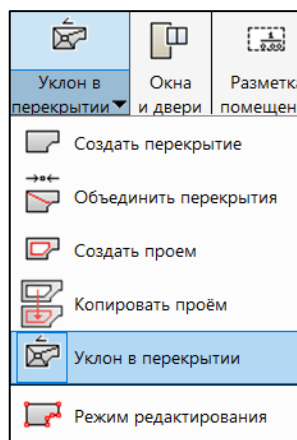 Уклон в Окна Разметка
перекрытии и двери помещен
Создать перекрытие
Объединить перекрытия
Создать проем
Копировать проём
Уклон в перекрытии
Режим редактирования